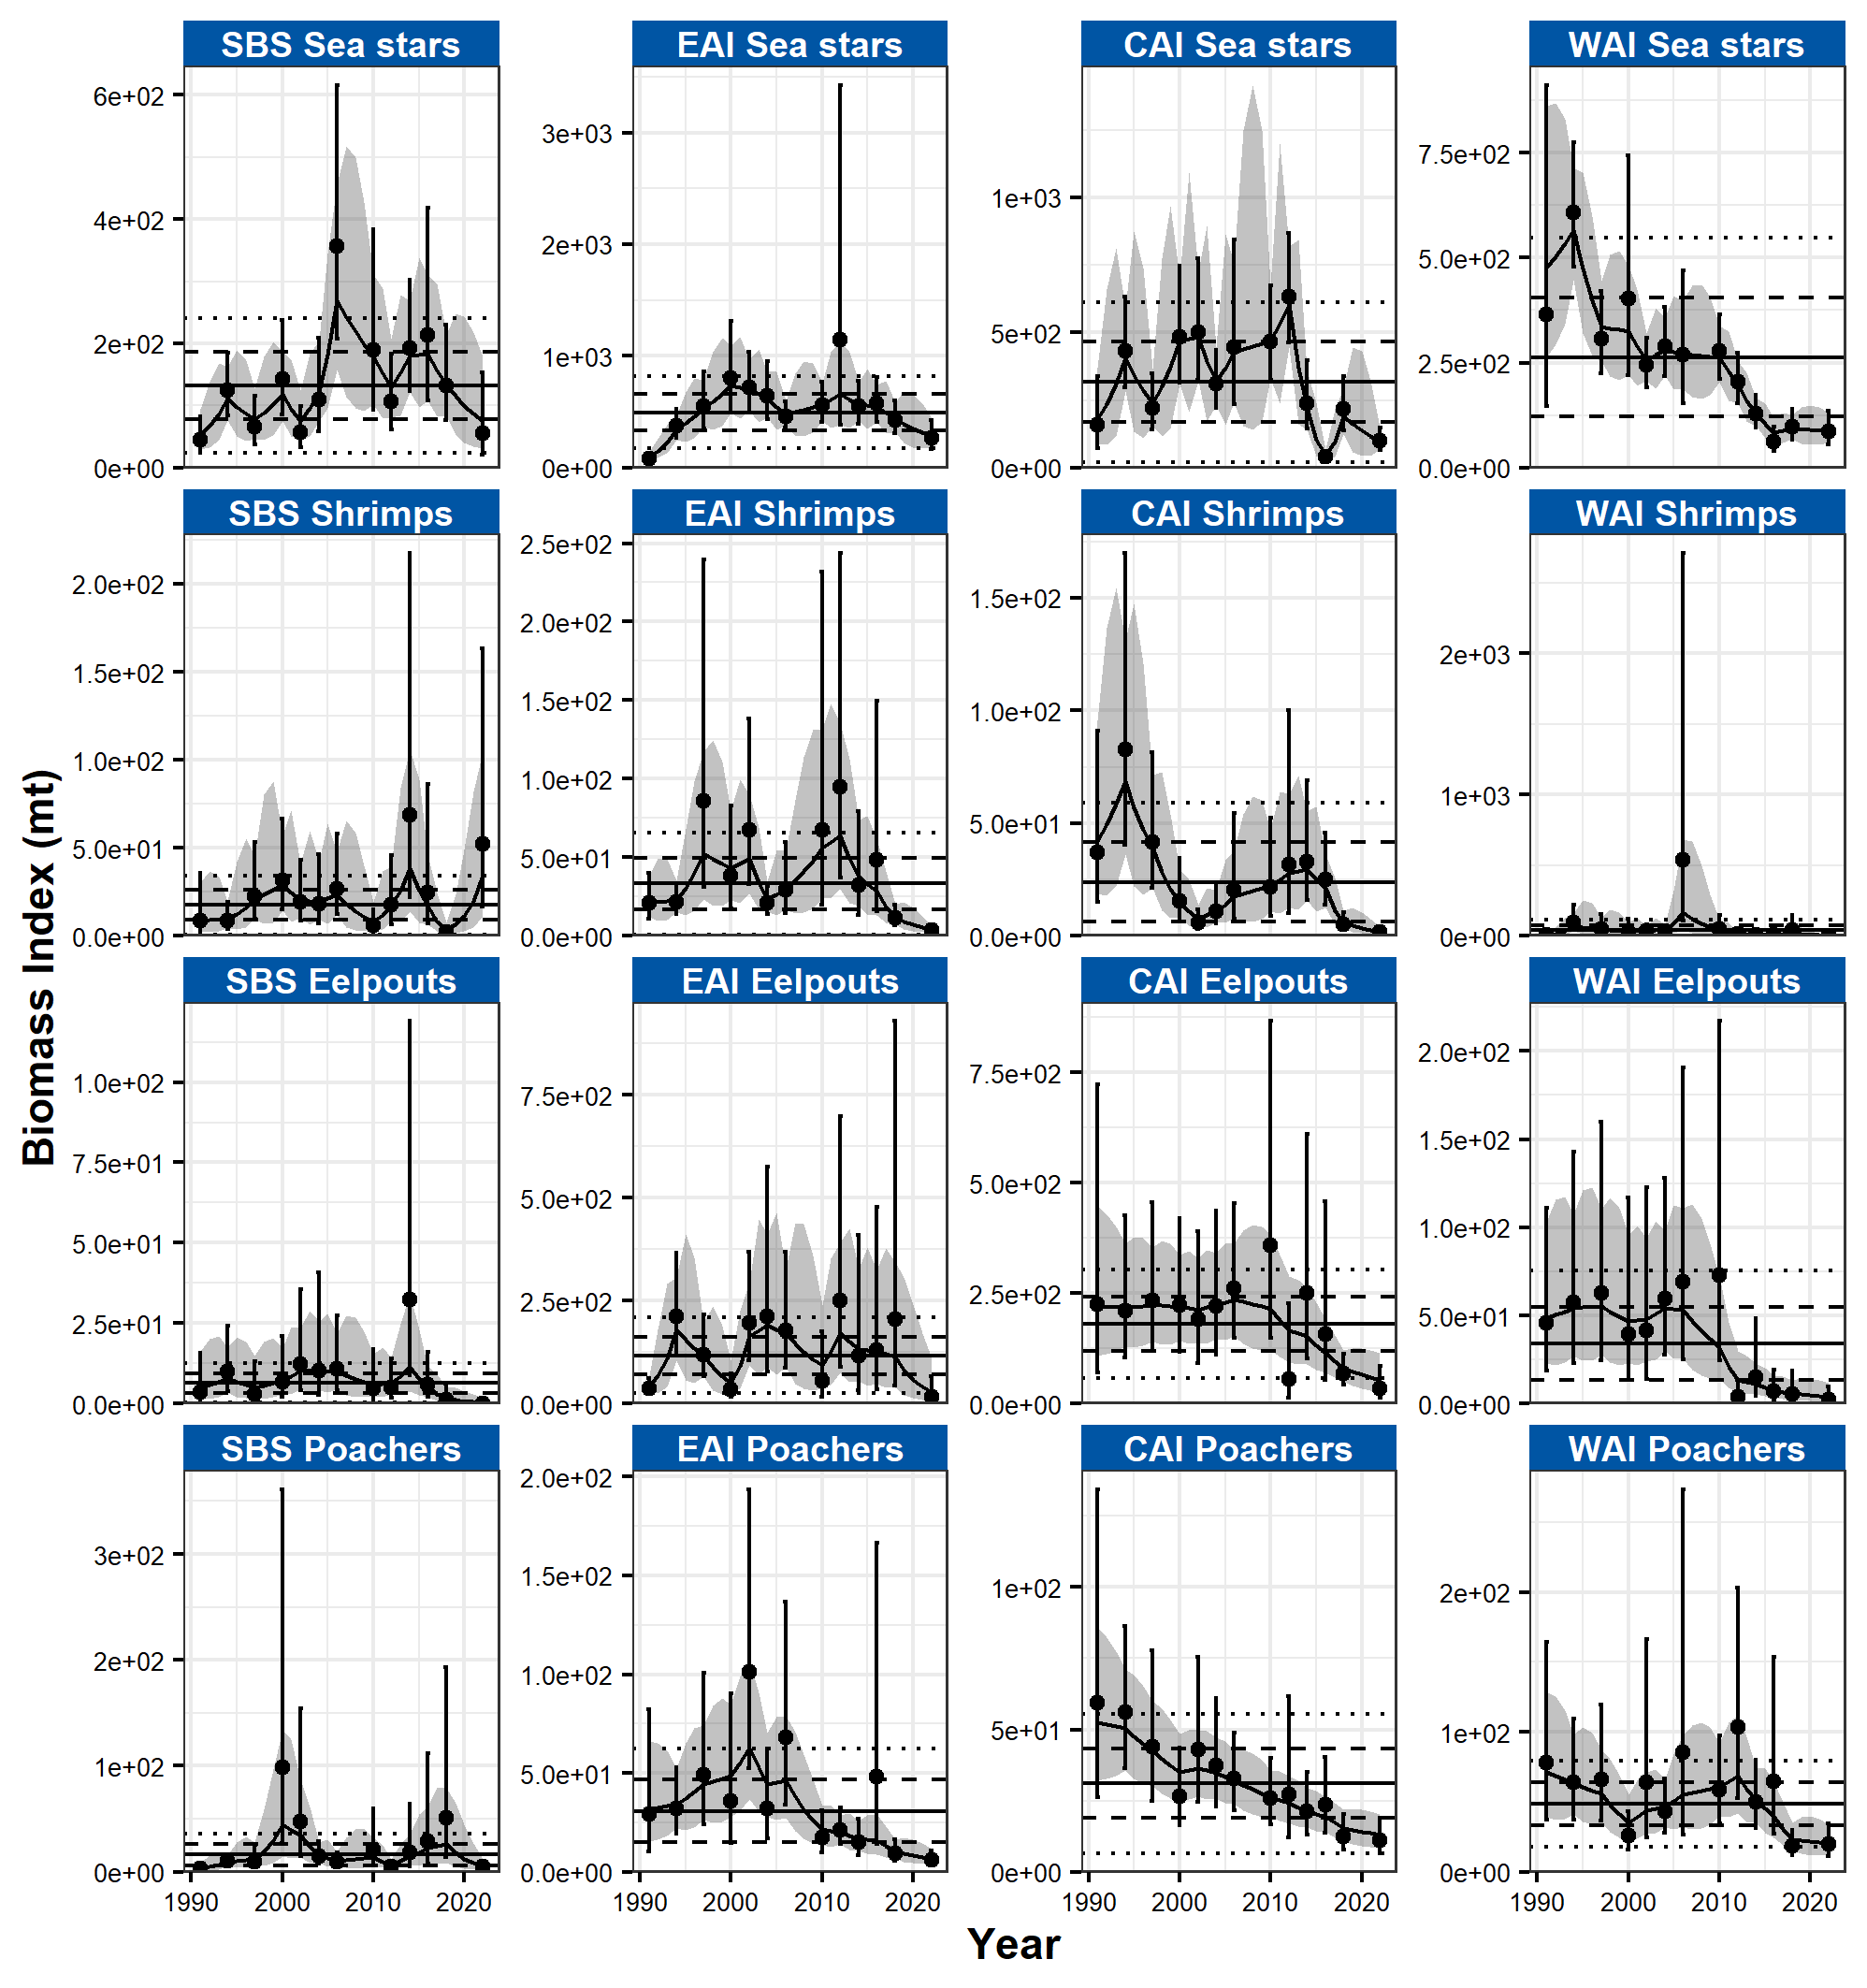 SBS Sea stars EAI Sea stars CAI Sea stars WAI Sea stars
6e+02
4e+02
2e+02
0e+00
3e+03
2e+03
1e+03
0e+00
1e+03
5e+02
0e+00
7.5e+02
5.0e+02
2.5e+02
0.0e+00
SBS Shrimps EAI Shrimps CAI Shrimps WAI Shrimps
2.0e+02
1.5e+02
1.0e+02
5.0e+01
0.0e+00
2.5e+02
2.0e+02
1.5e+02
1.0e+02
5.0e+01
0.0e+00
1.5e+02
1.0e+02
5.0e+01
0.0e+00
2e+03
1e+03
0e+00
Biomass Index (mt)
SBS Eelpouts EAI Eelpouts CAI Eelpouts WAI Eelpouts
1.0e+02
7.5e+01
5.0e+01
2.5e+01
0.0e+00
7.5e+02
5.0e+02
2.5e+02
0.0e+00
7.5e+02
5.0e+02
2.5e+02
0.0e+00
2.0e+02
1.5e+02
1.0e+02
5.0e+01
0.0e+00
SBS Poachers EAI Poachers CAI Poachers WAI Poachers
3e+02
2e+02
1e+02
0e+00
2.0e+02
1.5e+02
1.0e+02
5.0e+01
0.0e+00
1e+02
5e+01
0e+00
2e+02
1e+02
0e+00
1990 2000 2010 2020 1990 2000 2010 2020 1990 2000 2010 2020 1990 2000 2010 2020
Year